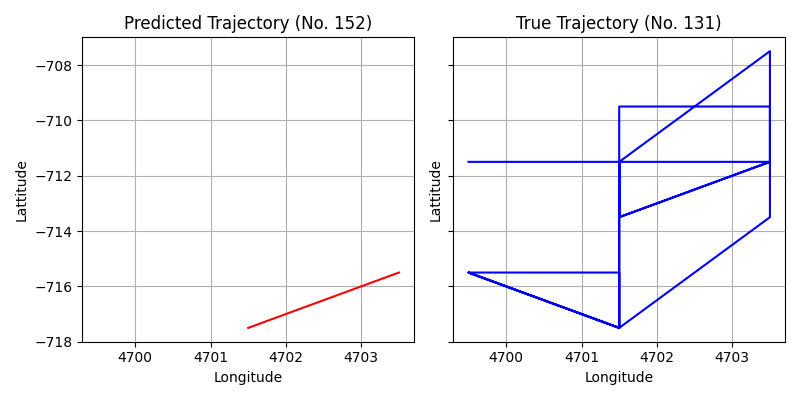 Predicted Trajectory (No. 152)
True Trajectory (No. 131)
−708
−710
−712
−714
−716
−718
Lattitude
Lattitude
4700
4701
4702
4703
4700
4701
4702
4703
Longitude
Longitude